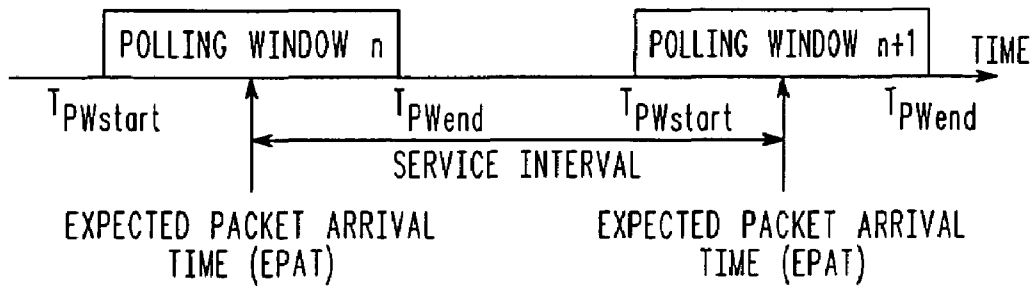 POLLING WINDOW n
POLLING WINDOW n+1
TIME
TPWstart
TPWend
TPWstart
TPWend
SERVICE INTERVAL
EXPECTED PACKET ARRIVAL
TIME (EPAT)
EXPECTED PACKET ARRIVAL
TIME (EPAT)